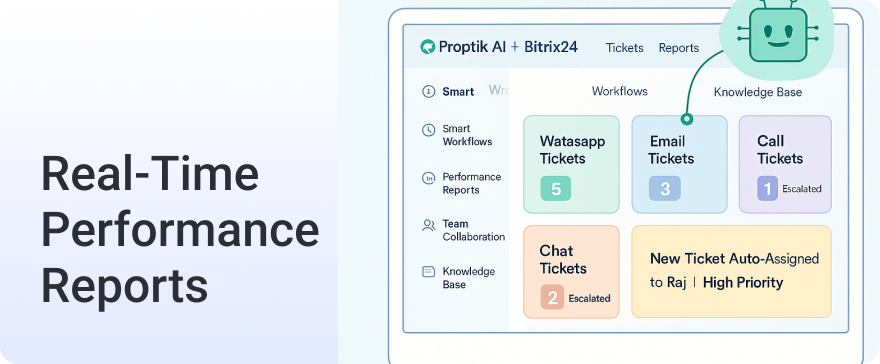 Real-Time
Performance
Reports
Proptik AI + Bitrix24
Tickets
Reports
Smart
Workflows
Knowledge Base
Smart
Workflows
Performance
Reports
Team
Collaboration
Knowledge
Base
Watasapp
Tickets
5
Email
Tickets
3
Call
Tickets
1
Escalated
Chat
Tickets
2
Escalated
New Ticket Auto-Assigned
to Raj | High Priority